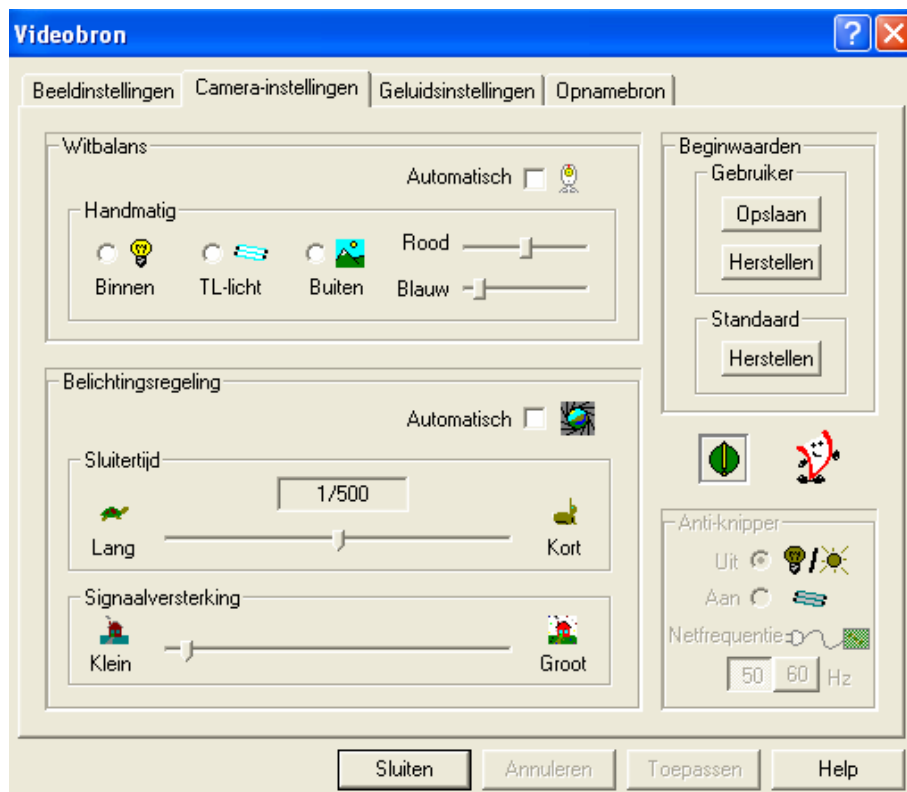 Videobron
Beeldinstellingen Camera-instellingen Geluidsinstellingen Opnamebron
Witbalans
Automatisch
Handmatig
Binnen TL-licht Buiten
Rood
Blauw
Belichtingsregeling
Automatisch
Sluitertijd
1/500
Lang Kort
Signaalversterking
Klein Groot
Beginwaarden
Gebruiker
Opslaan
Herstellen
Standaard
Herstellen
Anti-knipper
Uit /
Aan
Netfrequentie
50 60 Hz
Sluiten Annuleren Toepassen Help